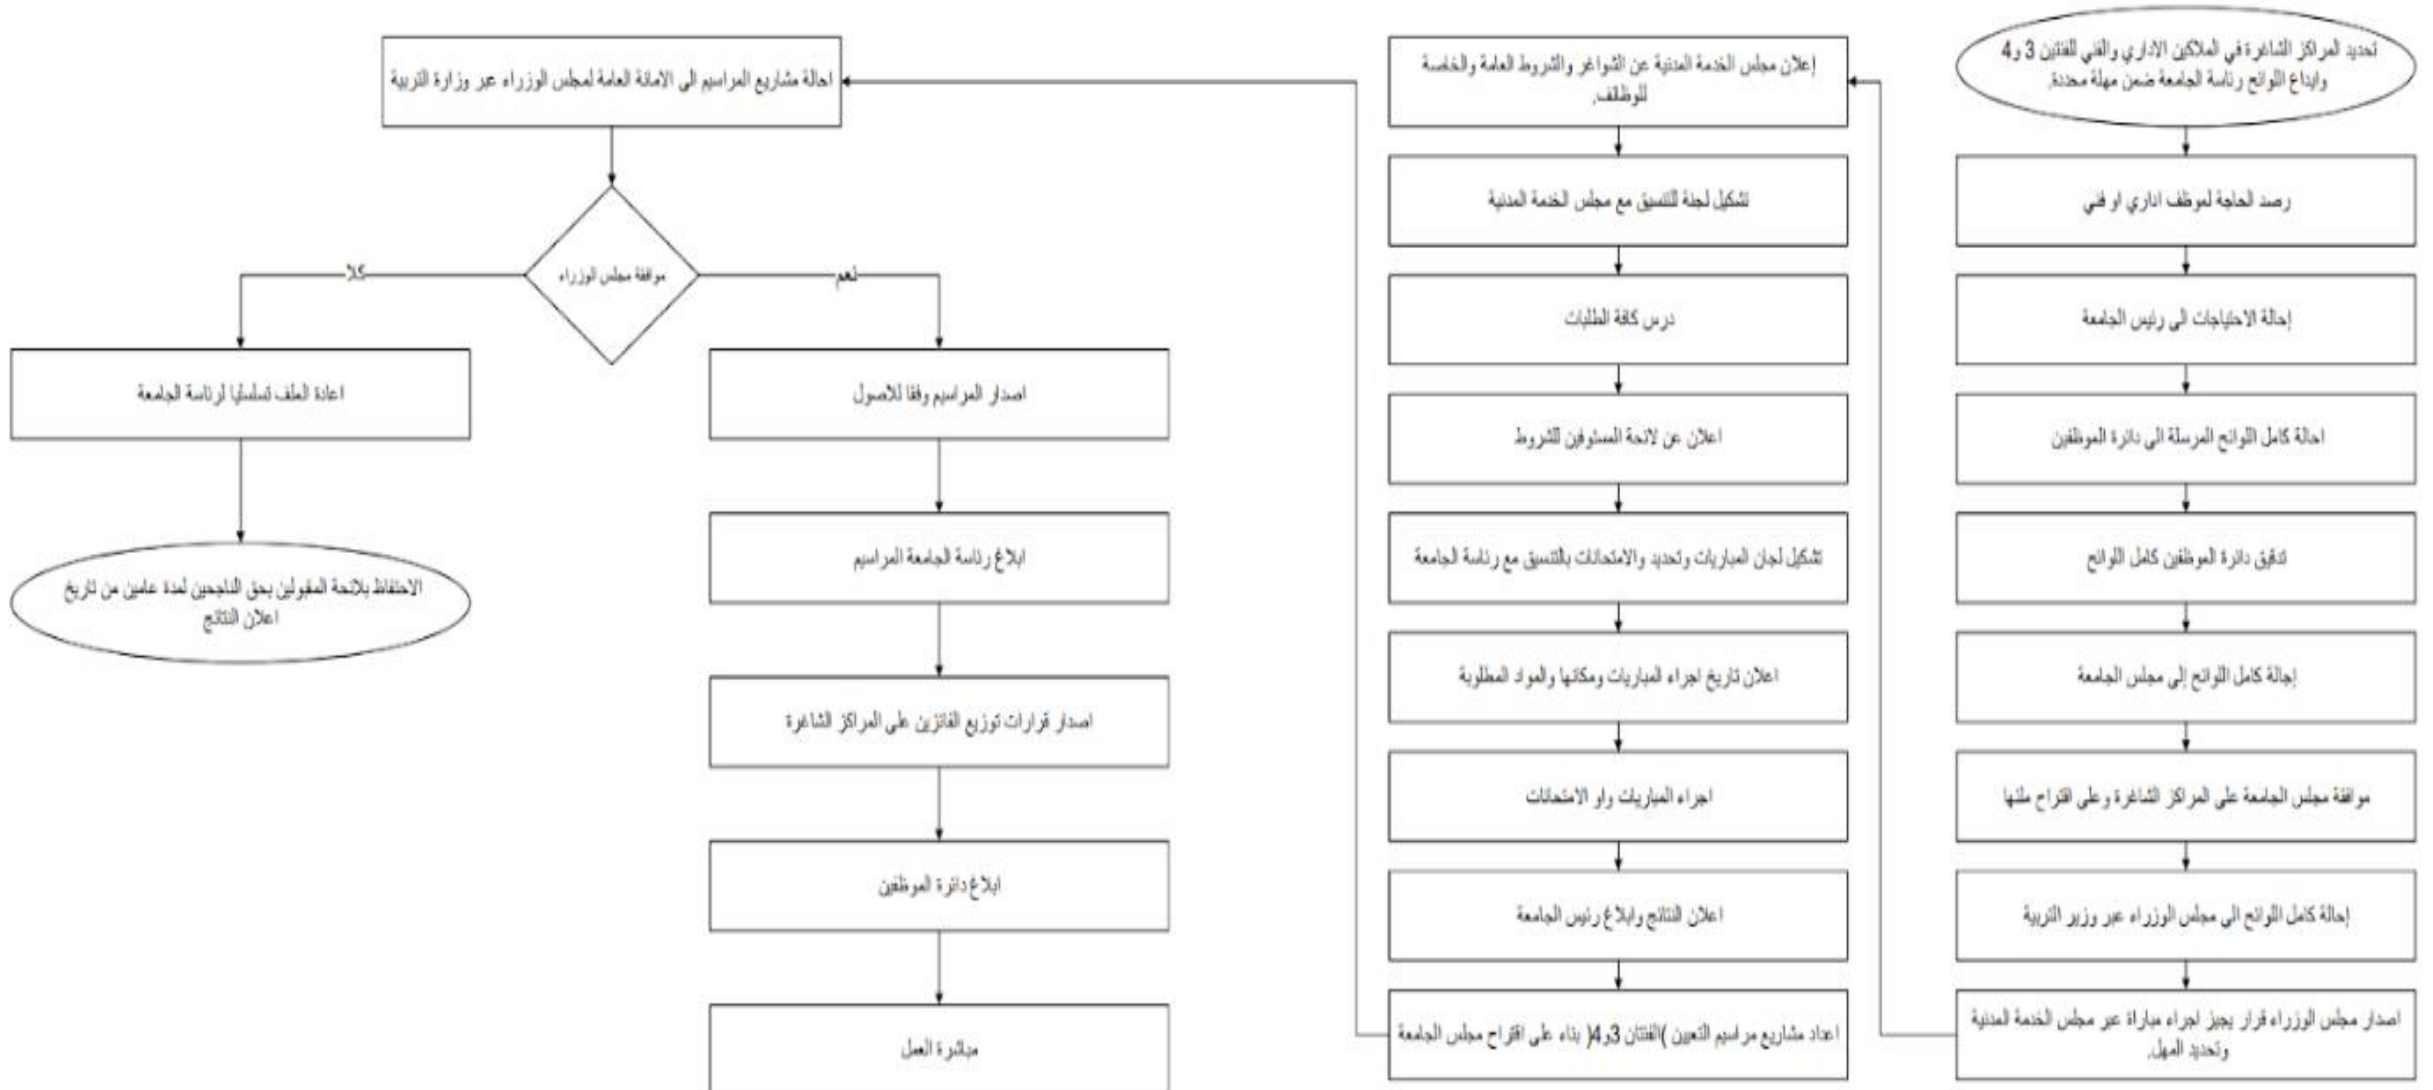 تحديد المراكز الشاغرة في الملاكين الاداري والفني للفئتين 3 و4
وايداع اللوائح رئاسة الجامعة ضمن مهلة محددة.
رصد الحاجة لموظف اداري او فني
إحالة الاحتياجات الى رئيس الجامعة
احالة كامل اللوائح المرسلة الى دائرة الموظفين
تدقيق دائرة الموظفين كامل اللوائح
إجالة كامل اللوائح إلى مجلس الجامعة
موافقة مجلس الجامعة على المراكز الشاغرة وعلى اقتراح ملئها
إحالة كامل اللوائح الى مجلس الوزراء عبر وزير التربية
اصدار مجلس الوزراء قرار يجيز اجراء مباراة عبر مجلس الخدمة المدنية
وتحديد المهل.
إعلان مجلس الخدمة المدنية عن الشواغر والشروط العامة والخاصة
للوظائف.
تشكيل لجنة للتنسيق مع مجلس الخدمة المدنية
درس كافة الطلبات
اعلان عن لائحة المستوفين للشروط
تشكيل لجان المباريات وتحديد والامتحانات بالتنسيق مع رئاسة الجامعة
اعلان تاريخ اجراء المباريات ومكانها والمواد المطلوبة
اجراء المباريات واو الامتحانات
اعلان النتائج وابلاغ رئيس الجامعة
اعداد مشاريع مراسيم التعيين )الفئتان 3و4( بناء على اقتراح مجلس الجامعة
احالة مشاريع المراسيم الى الامانة العامة لمجلس الوزراء عبر وزارة التربية
موافقة مجلس الوزراء
نعم
كلا
اصدار المراسيم وفقا للاصول
ابلاغ رئاسة الجامعة المراسيم
اصدار قرارات توزيع الفائزين على المراكز الشاغرة
ابلاغ دائرة الموظفين
مباشرة العمل
اعادة الملف تسلسليا لرئاسة الجامعة
الاحتفاظ بلائحة المقبولين بحق الناجحين لمدة عامين من تاريخ
اعلان النتائج